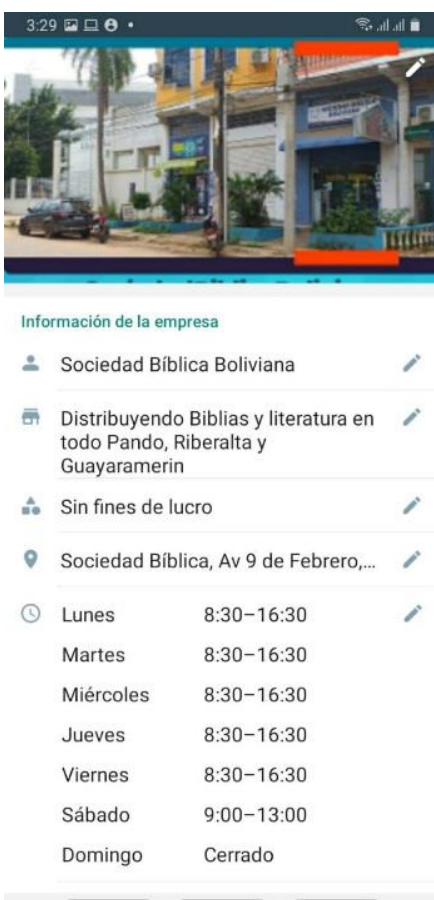 3:29
Información de la empresa
Sociedad Bíblica Boliviana
Distribuyendo Biblias y literatura en
todo Pando, Riberalta y
Guayaramerin
Sin fines de lucro
Sociedad Bíblica, Av 9 de Febrero,...
Lunes 8:30–16:30
Martes 8:30–16:30
Miércoles 8:30–16:30
Jueves 8:30–16:30
Viernes 8:30–16:30
Sábado 9:00–13:00
Domingo Cerrado